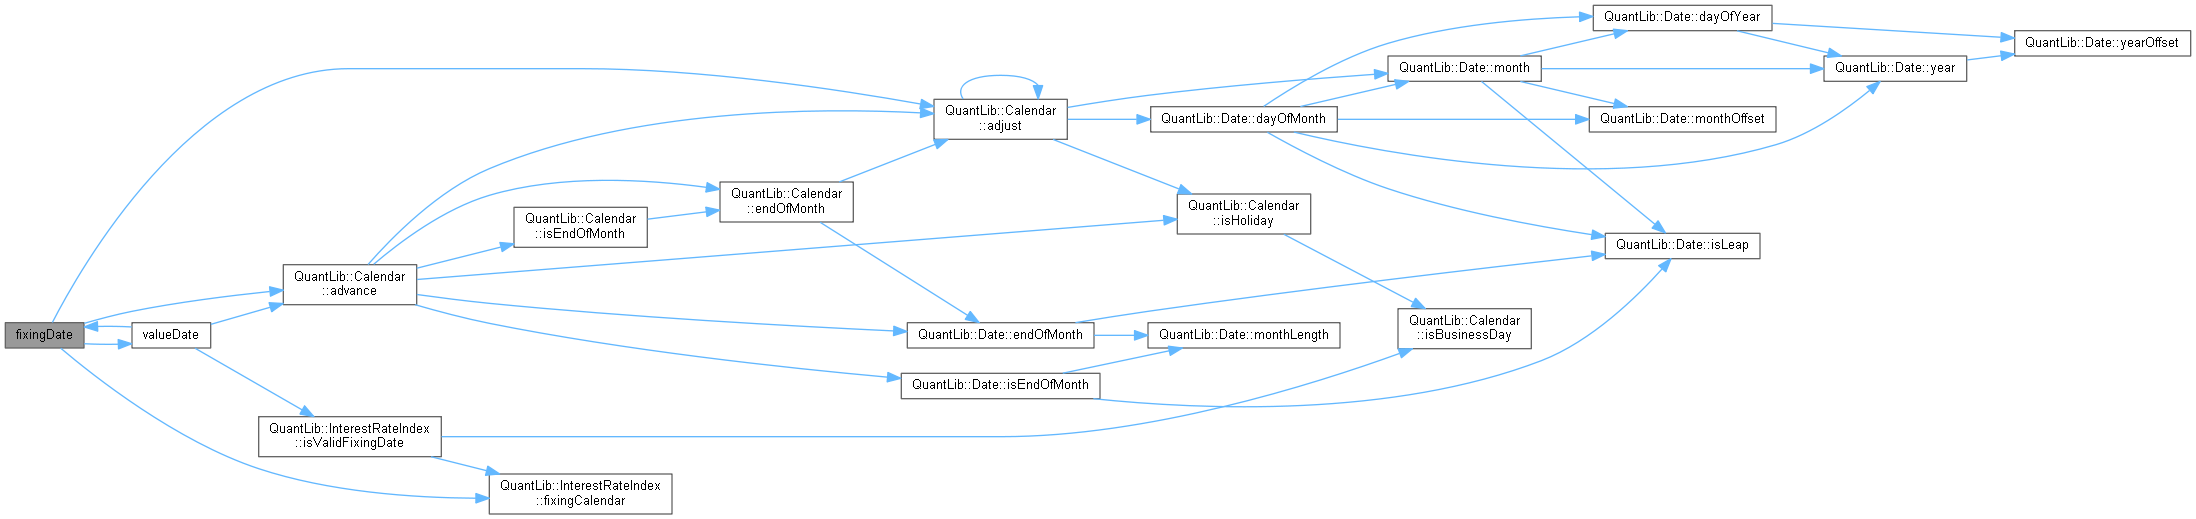 fixingDate
valueDate
QuantLib::Calendar
::advance
QuantLib::InterestRateIndex
::isValidFixingDate
QuantLib::Calendar
::isEndOfMonth
QuantLib::InterestRateIndex
::fixingCalendar
QuantLib::Calendar
::endOfMonth
QuantLib::Calendar
::adjust
QuantLib::Date::endOfMonth
QuantLib::Date::isEndOfMonth
QuantLib::Date::dayOfMonth
QuantLib::Calendar
::isHoliday
QuantLib::Date::monthLength
QuantLib::Date::month
QuantLib::Calendar
::isBusinessDay
QuantLib::Date::dayOfYear
QuantLib::Date::monthOffset
QuantLib::Date::isLeap
QuantLib::Date::year
QuantLib::Date::yearOffset